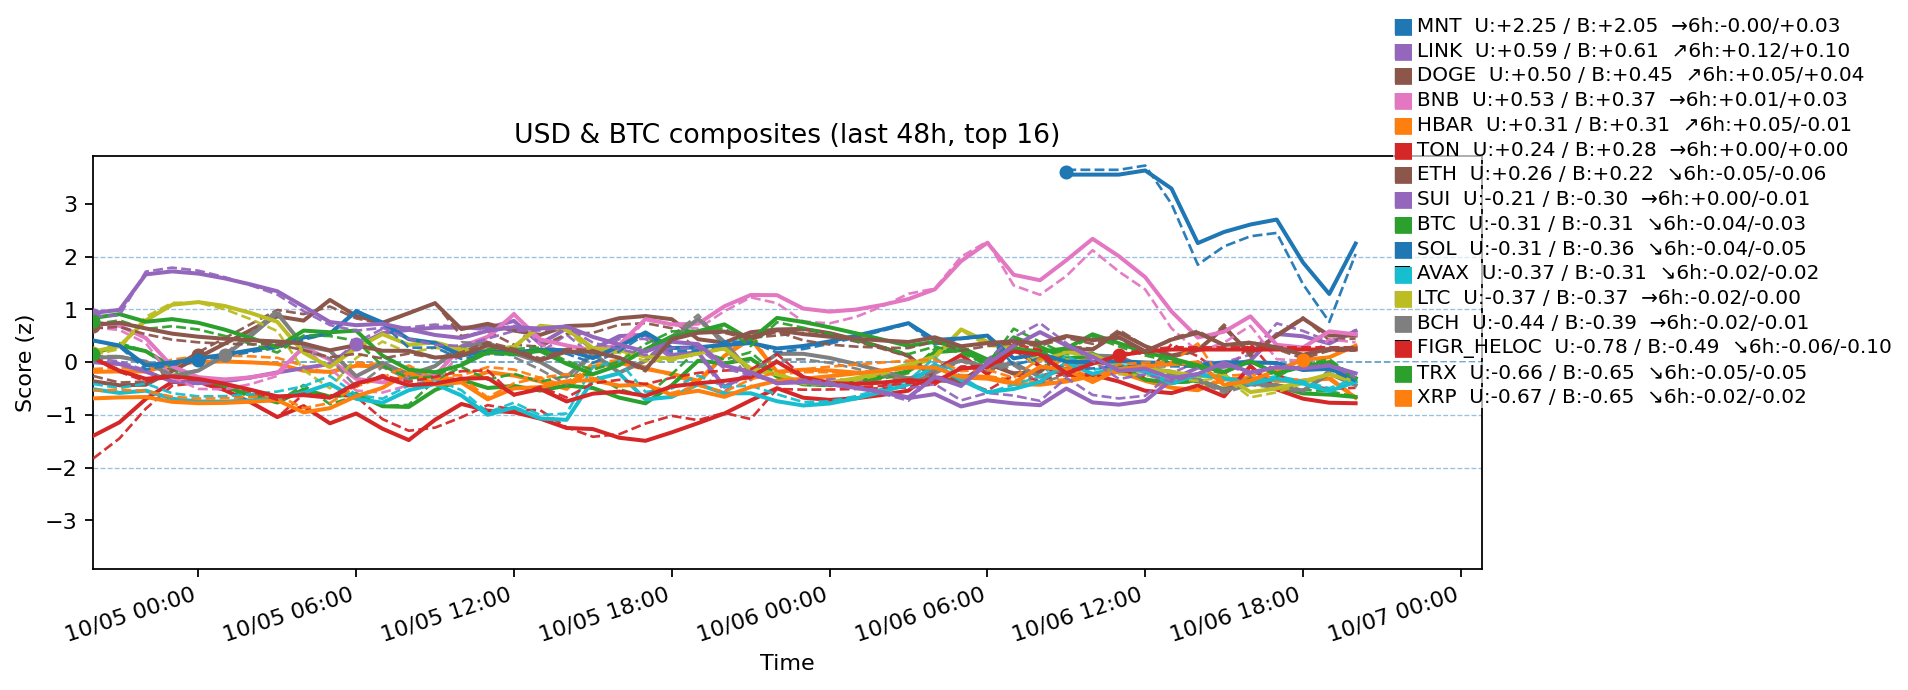 MNT  U:+2.25 / B:+2.05  →6h:-0.00/+0.03
LINK  U:+0.59 / B:+0.61  ↗6h:+0.12/+0.10
DOGE  U:+0.50 / B:+0.45  ↗6h:+0.05/+0.04
BNB  U:+0.53 / B:+0.37  →6h:+0.01/+0.03
HBAR  U:+0.31 / B:+0.31  ↗6h:+0.05/-0.01
TON  U:+0.24 / B:+0.28  →6h:+0.00/+0.00
ETH  U:+0.26 / B:+0.22  ↘6h:-0.05/-0.06
SUI  U:-0.21 / B:-0.30  →6h:+0.00/-0.01
BTC  U:-0.31 / B:-0.31  ↘6h:-0.04/-0.03
SOL  U:-0.31 / B:-0.36  ↘6h:-0.04/-0.05
AVAX  U:-0.37 / B:-0.31  ↘6h:-0.02/-0.02
LTC  U:-0.37 / B:-0.37  →6h:-0.02/-0.00
BCH  U:-0.44 / B:-0.39  →6h:-0.02/-0.01
FIGR_HELOC  U:-0.78 / B:-0.49  ↘6h:-0.06/-0.10
TRX  U:-0.66 / B:-0.65  ↘6h:-0.05/-0.05
XRP  U:-0.67 / B:-0.65  ↘6h:-0.02/-0.02
USD & BTC composites (last 48h, top 16)
Score (z)
3
2
1
0
−1
−2
−3
10/05 00:00
10/05 06:00
10/05 12:00
10/05 18:00
10/06 00:00
10/06 06:00
10/06 12:00
10/06 18:00
10/07 00:00
Time